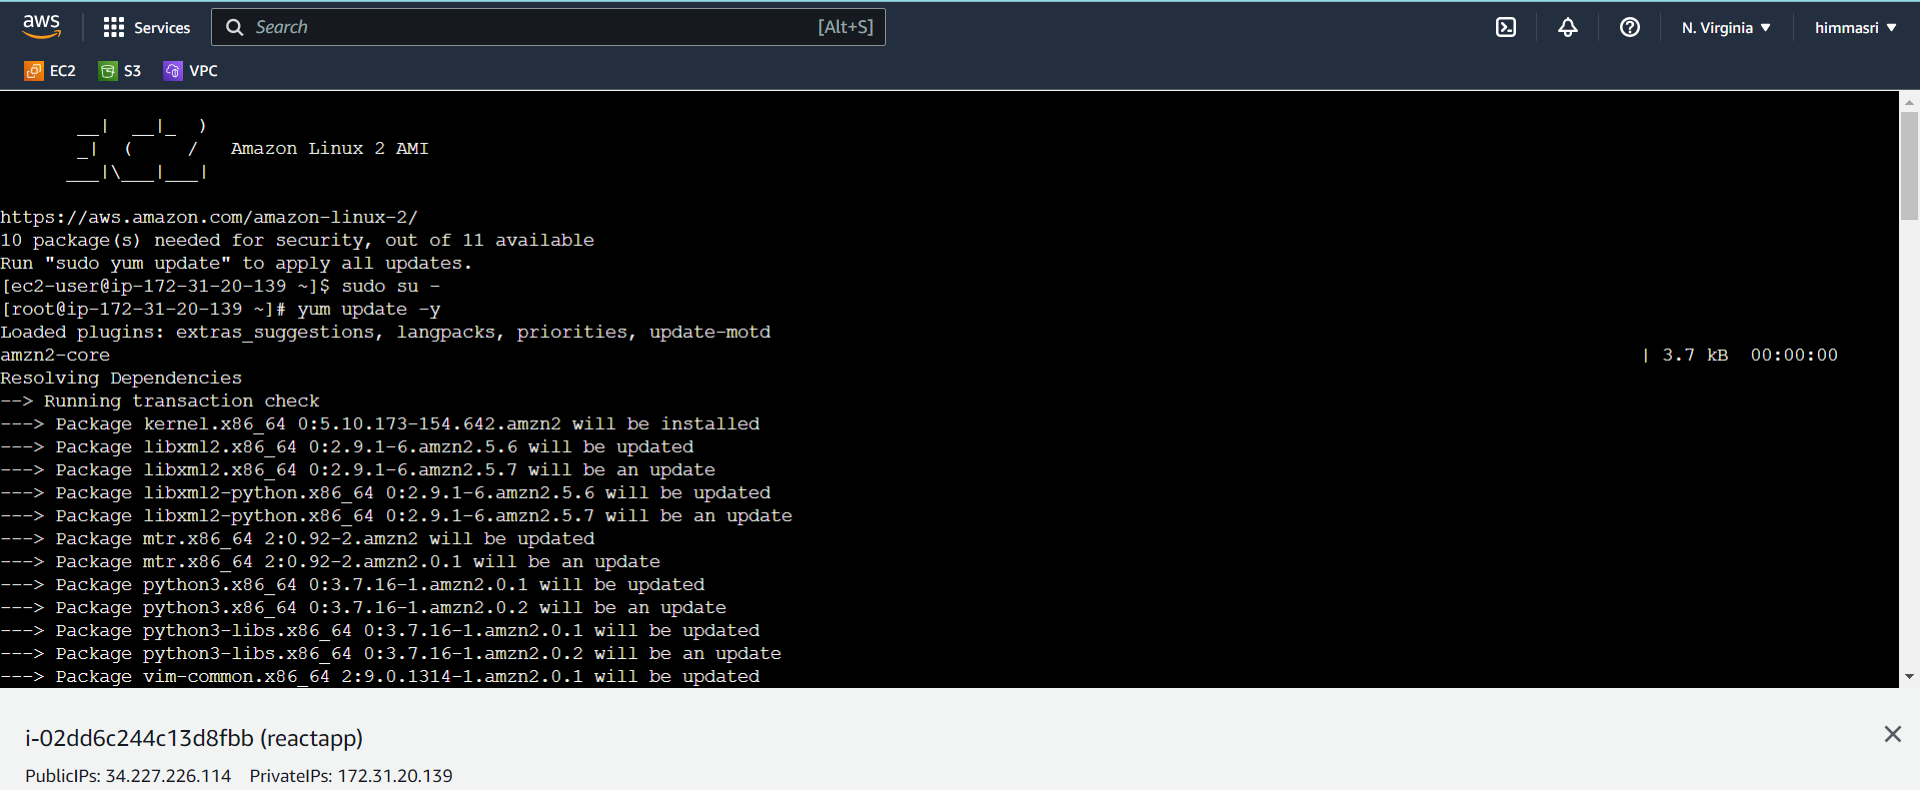 aws Services Search [Alt+S] N. Virginia himmasri
EC2 S3 VPC
__|  __|_  )
_|  (     /   Amazon Linux 2 AMI
___|\___|___|
https://aws.amazon.com/amazon-linux-2/
10 package(s) needed for security, out of 11 available
Run "sudo yum update" to apply all updates.
[ec2-user@ip-172-31-20-139 ~]$ sudo su -
[root@ip-172-31-20-139 ~]# yum update -y
Loaded plugins: extras_suggestions, langpacks, priorities, update-motd
amzn2-core | 3.7 kB  00:00:00
Resolving Dependencies
--> Running transaction check
---> Package kernel.x86_64 0:5.10.173-154.642.amzn2 will be installed
---> Package libxml2.x86_64 0:2.9.1-6.amzn2.5.6 will be updated
---> Package libxml2.x86_64 0:2.9.1-6.amzn2.5.7 will be an update
---> Package libxml2-python.x86_64 0:2.9.1-6.amzn2.5.6 will be updated
---> Package libxml2-python.x86_64 0:2.9.1-6.amzn2.5.7 will be an update
---> Package mtr.x86_64 2:0.92-2.amzn2 will be updated
---> Package mtr.x86_64 2:0.92-2.amzn2.0.1 will be an update
---> Package python3.x86_64 0:3.7.16-1.amzn2.0.1 will be updated
---> Package python3.x86_64 0:3.7.16-1.amzn2.0.2 will be an update
---> Package python3-libs.x86_64 0:3.7.16-1.amzn2.0.1 will be updated
---> Package python3-libs.x86_64 0:3.7.16-1.amzn2.0.2 will be an update
---> Package vim-common.x86_64 2:9.0.1314-1.amzn2.0.1 will be updated
i-02dd6c244c13d8fbb (reactapp)
PublicIPs: 34.227.226.114 PrivateIPs: 172.31.20.139